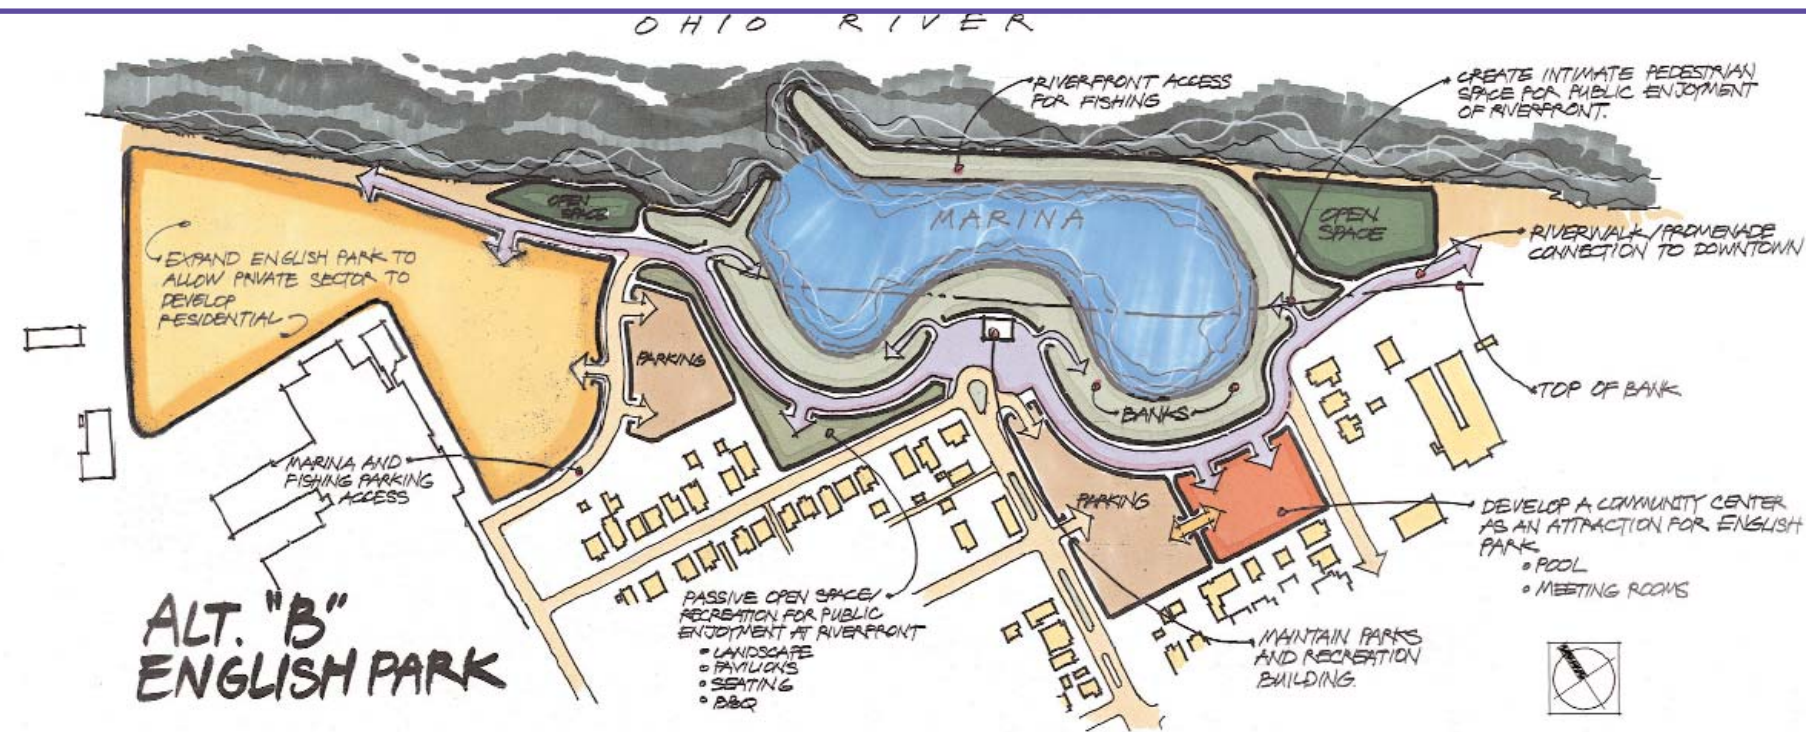 OHIO RIVER
RIVERFRONT ACCESS
FOR FISHING
CREATE INTIMATE PEDESTRIAN
SPACE FOR PUBLIC ENJOYMENT
OF RIVERFRONT.
OPEN
SPACE
MARINA
OPEN
SPACE
RIVERWALK/PROMENADE
CONNECTION TO DOWNTOWN
EXPAND ENGLISH PARK TO
ALLOW PRIVATE SECTOR TO
DEVELOP
RESIDENTIAL
PARKING
BANKS
TOP OF BANK
MARINA AND
FISHING PARKING
ACCESS
PARKING
DEVELOP A COMMUNITY CENTER
AS AN ATTRACTION FOR ENGLISH
PARK
• POOL
• MEETING ROOMS
PASSIVE OPEN SPACE/
RECREATION FOR PUBLIC
ENJOYMENT AT RIVERFRONT
• LANDSCAPE
• PAVILIONS
• SEATING
• BBQ
MAINTAIN PARKS
AND RECREATION
BUILDING.
ALT. "B"
ENGLISH PARK